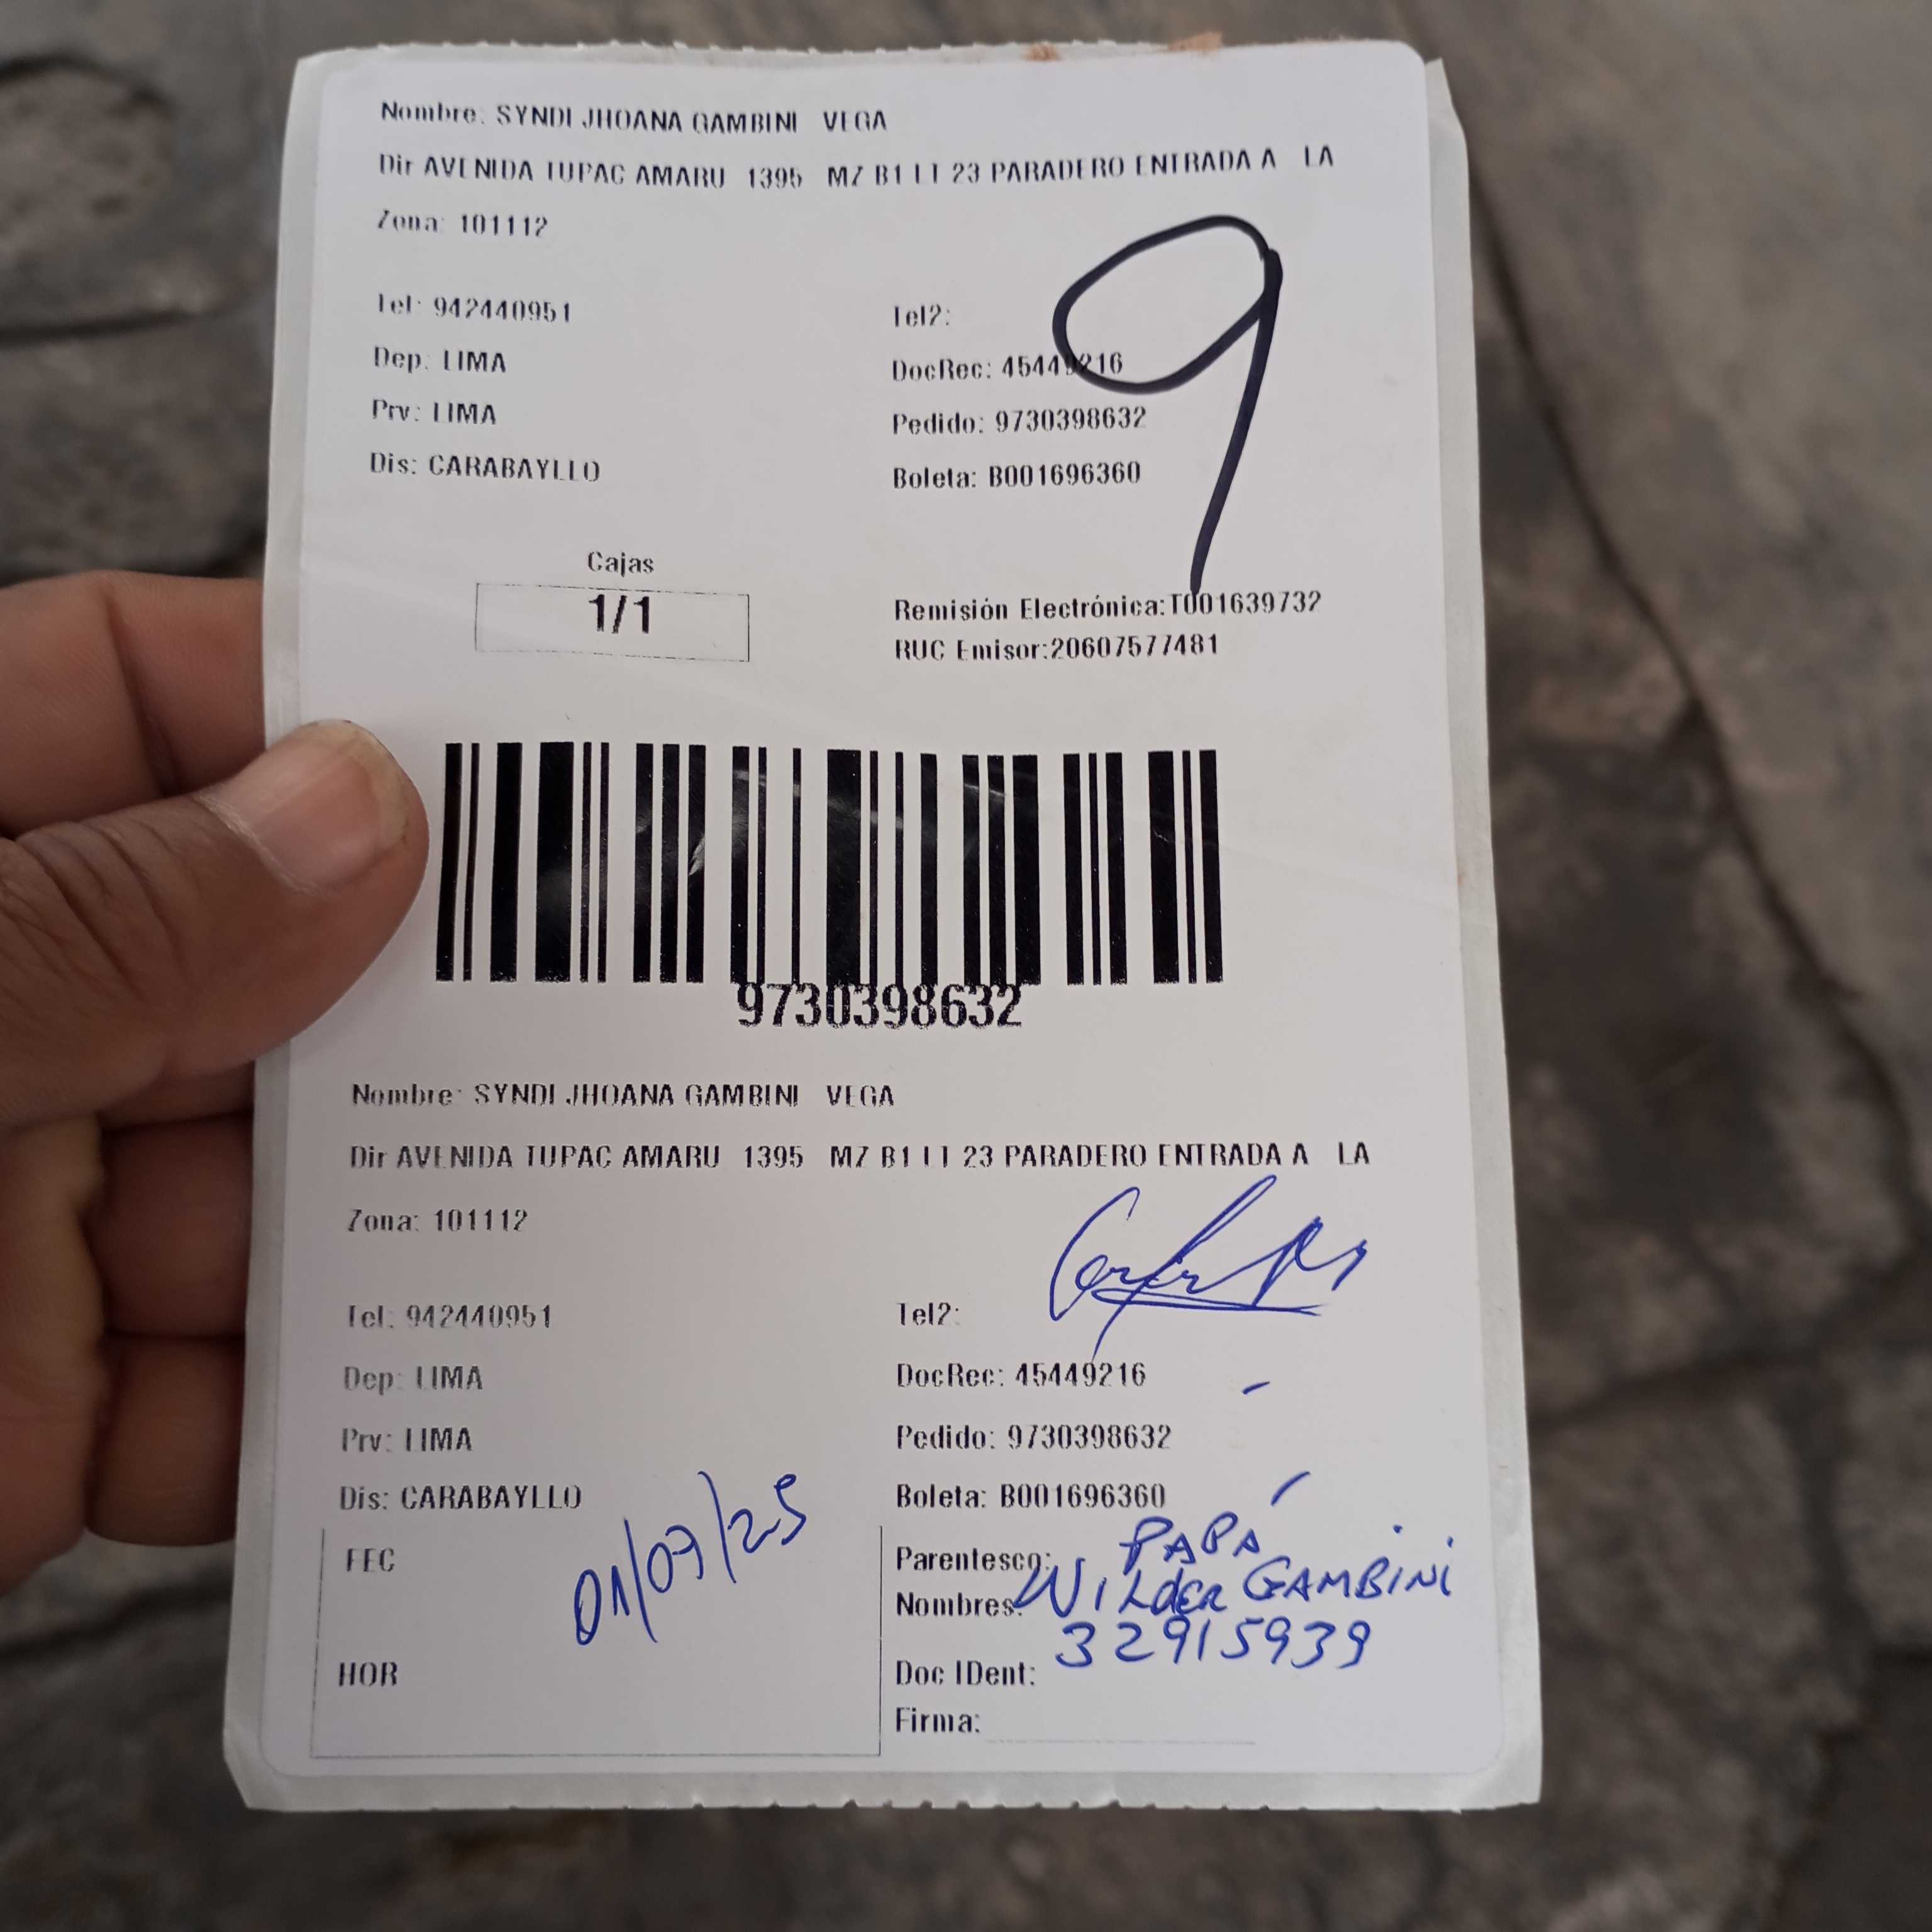 Nombre: SYNDI JHOANA GAMBINI VEGA
Dir AVENIDA TUPAC AMARU 1395 MZ B1 LT 23 PARADERO ENTRADA A LA
Zona: 101112
9
Tel: 942440951 Tel2:
Dep: LIMA DocRec: 45449216
Prv: LIMA Pedido: 9730398632
Dis: CARABAYLLO Boleta: B001696360
Cajas
1/1
Remisión Electrónica:T001639732
RUC Emisor:20607577481
9730398632
Nombre: SYNDI JHOANA GAMBINI VEGA
Dir AVENIDA TUPAC AMARU 1395 MZ B1 LT 23 PARADERO ENTRADA A LA
Zona: 101112
Tel: 942440951 Tel2:
Dep: LIMA DocRec: 45449216
Prv: LIMA Pedido: 9730398632
Dis: CARABAYLLO Boleta: B001696360
FEC 01/07/25 Parentesco: PAPÁ
Nombres: WILDER GAMBINI
32915939
HOR Doc IDent:
Firma: